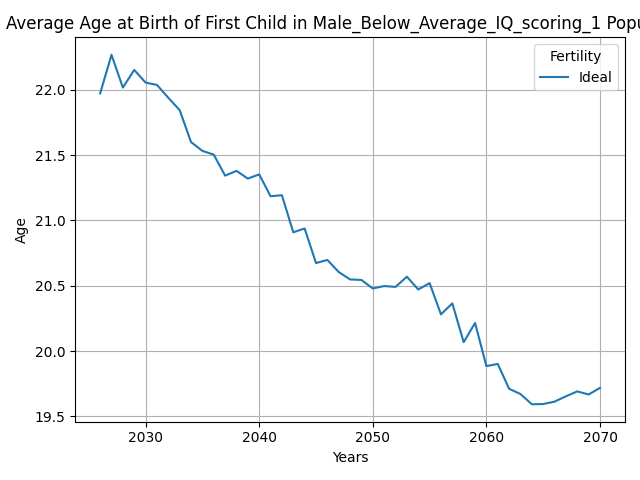 Average Age at Birth of First Child in Male_Below_Average_IQ_scoring_1 Popu
Fertility
Ideal
22.0
21.5
21.0
20.5
20.0
19.5
Age
2030 2040 2050 2060 2070
Years